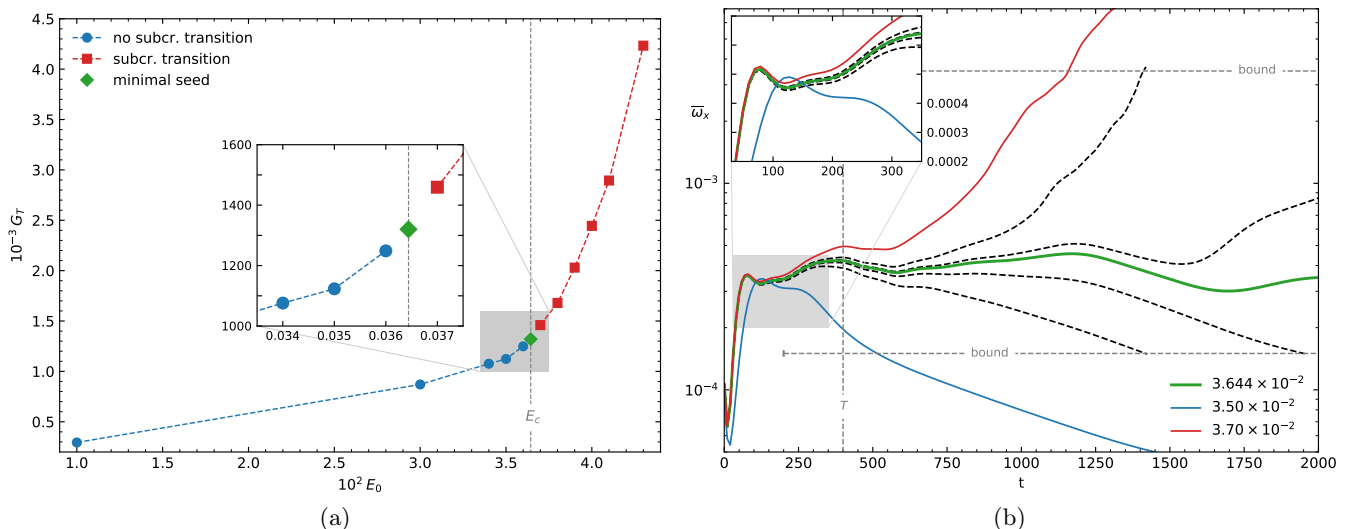 4.5
4.0
3.5
3.0
2.5
2.0
1.5
1.0
0.5
10⁻³ G_T
no subcr. transition
subcr. transition
minimal seed
1600
1400
1200
1000
0.034
0.035
0.036
0.037
E_c
1.0
1.5
2.0
2.5
3.0
3.5
4.0
10² E₀
(a)
ω̅_x
10⁻³
10⁻⁴
0.0004
0.0003
0.0002
100
200
300
bound
bound
T
3.644 × 10⁻²
3.50 × 10⁻²
3.70 × 10⁻²
0
250
500
750
1000
1250
1500
1750
2000
t
(b)